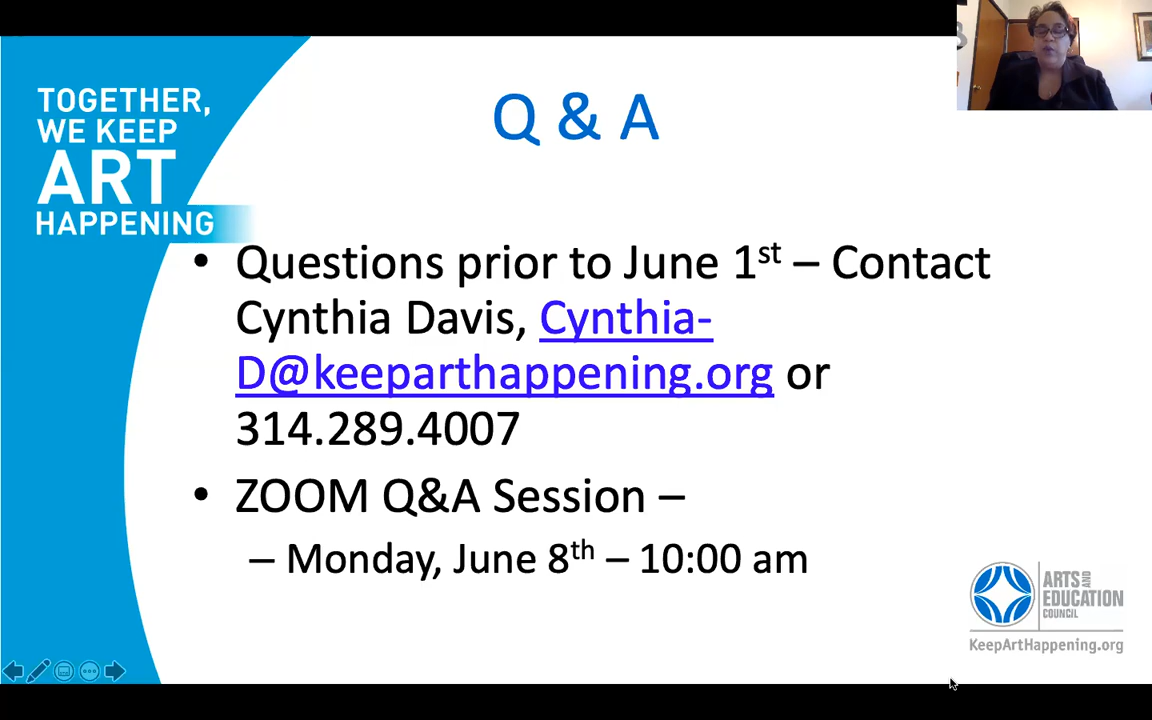 TOGETHER,
WE KEEP
ART
HAPPENING
Q & A
• Questions prior to June 1st – Contact
Cynthia Davis, Cynthia-
D@keeparthappening.org or
314.289.4007
• ZOOM Q&A Session –
– Monday, June 8th – 10:00 am
ARTS AND
EDUCATION
COUNCIL
KeepArtHappening.org